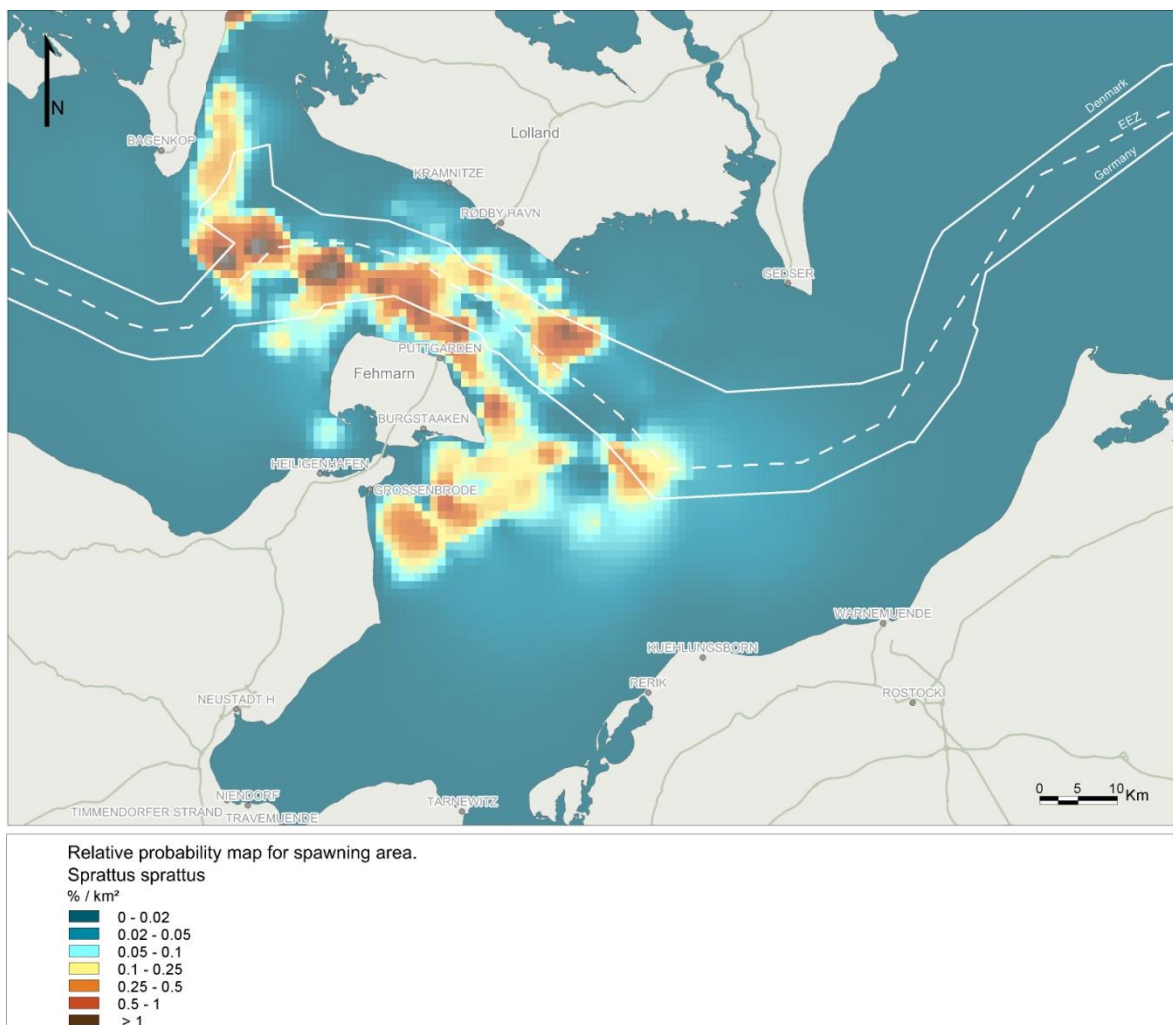 N
BAGENKOP
Lolland
KRAMNITZE
RØDBY HAVN
GEDSER
Denmark
EEZ
Germany
PUTTGARDEN
Fehmarn
BURGSTAAKEN
HEILIGENHAFEN
GROSSENBRODE
WARNEMUENDE
KUEHLUNGSBORN
RERIK
ROSTOCK
NEUSTADT H
NIENDORF
TIMMENDORFER STRAND
TRAVEMUENDE
TARNEWITZ
0 5 10 Km
Relative probability map for spawning area.
Sprattus sprattus
% / km²
0 - 0.02
0.02 - 0.05
0.05 - 0.1
0.1 - 0.25
0.25 - 0.5
0.5 - 1
> 1